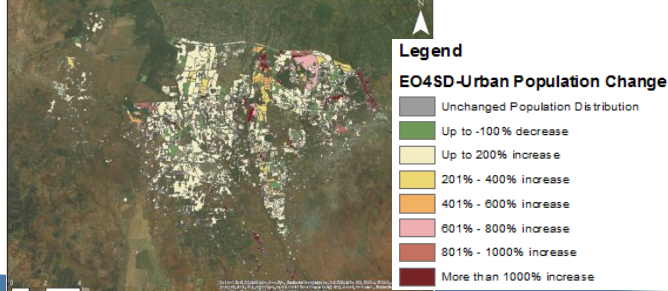 Legend
EO4SD-Urban Population Change
Unchanged Population Distribution
Up to -100% decrease
Up to 200% increase
201% - 400% increase
401% - 600% increase
601% - 800% increase
801% - 1000% increase
More than 1000% increase